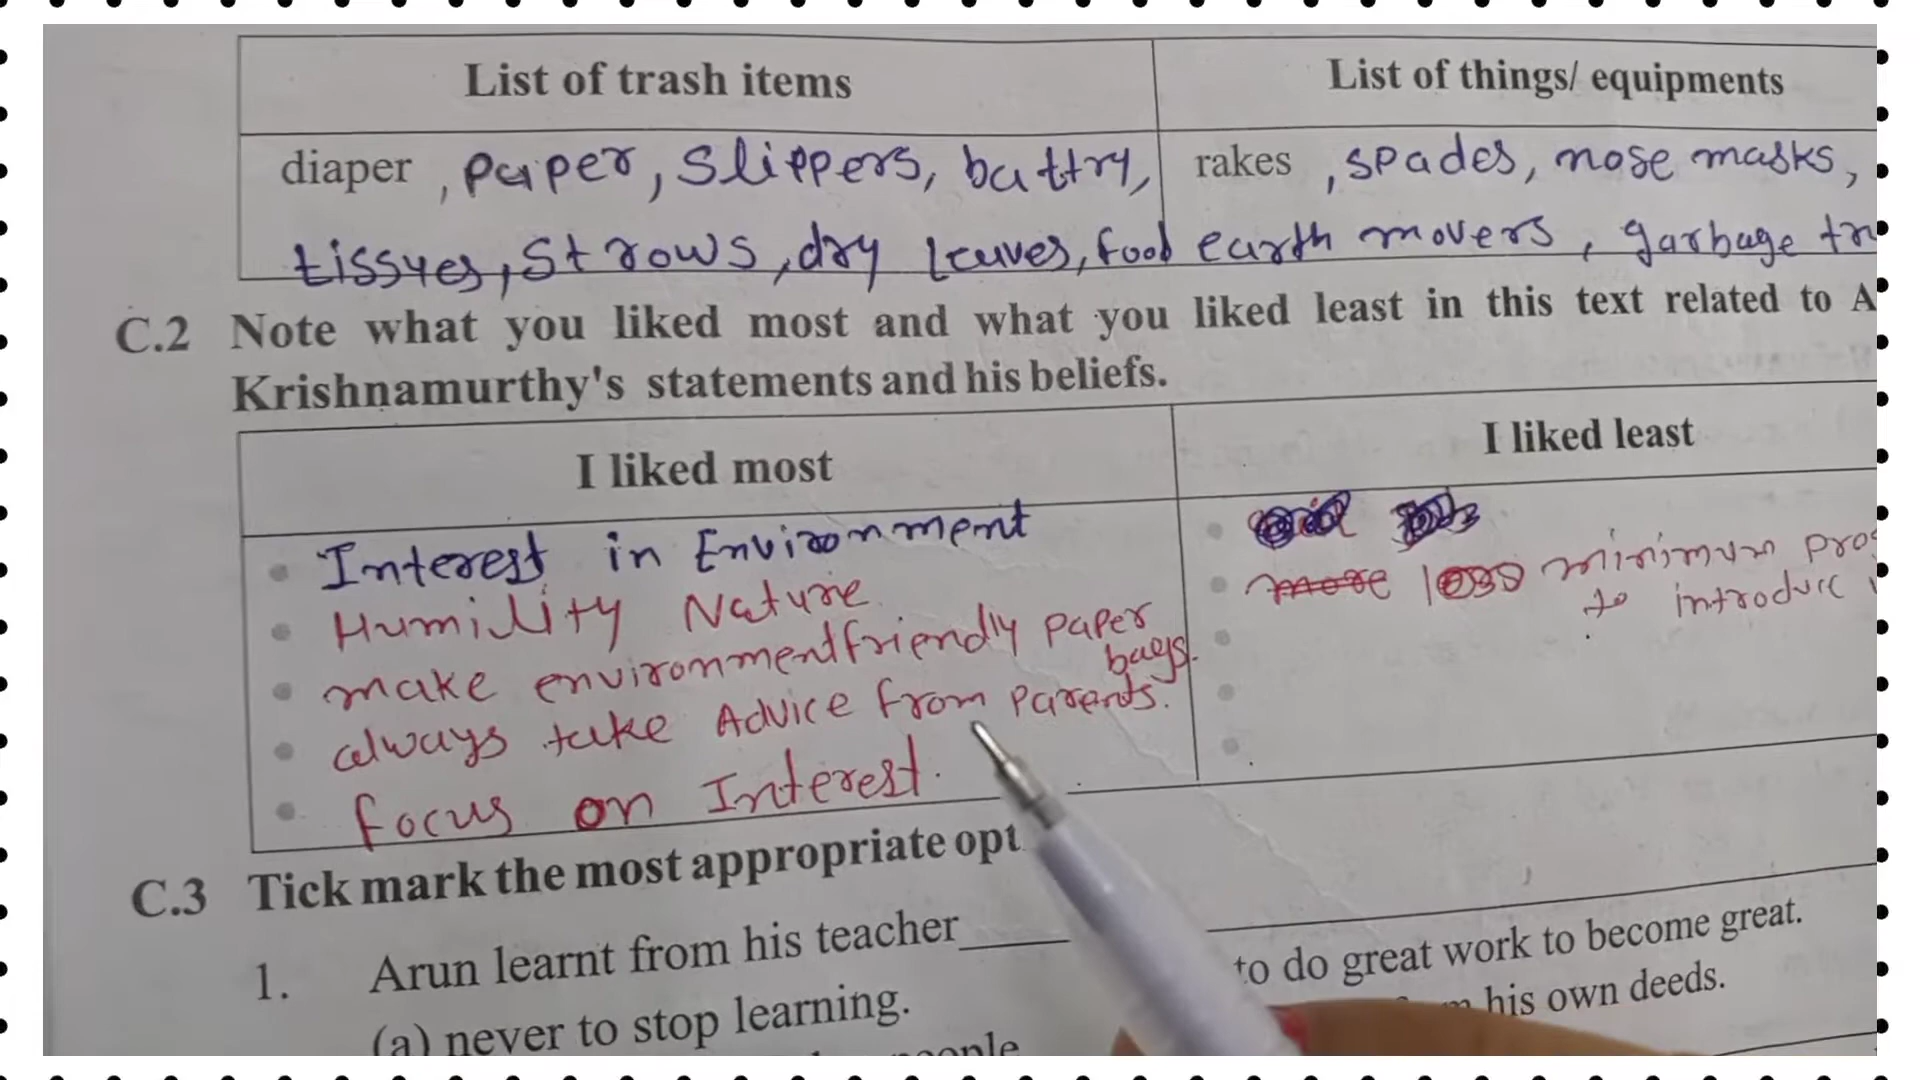 List of trash items
List of things/ equipments
diaper , paper, Slippers, battry,
rakes , spades, nose masks,
tissyes, Strows, dry leaves, food
earth movers, garbage
C.2 Note what you liked most and what you liked least in this text related to A
Krishnamurthy's statements and his beliefs.
I liked most
I liked least
Interest in Environment
Humility Nature
make environmentfriendly paper
bags.
always take Advice from Parents.
focus on Interest.
less minimum
to introduce
C.3 Tick mark the most appropriate
1. Arun learnt from his teacher
to do great work to become great.
(a) never to stop learning.
his own deeds.